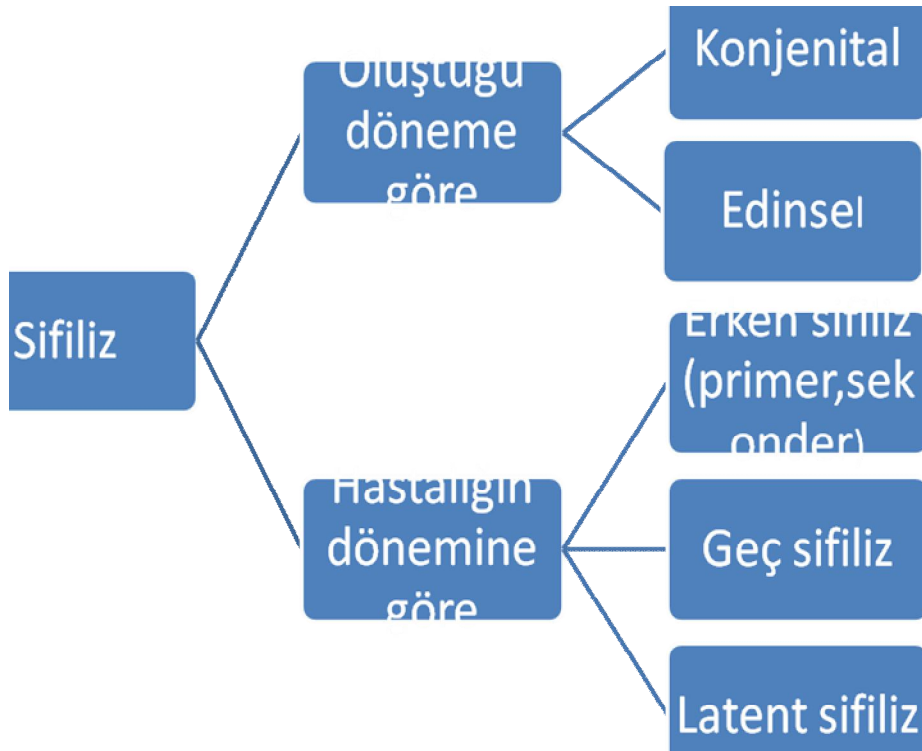 Sifiliz
Oluştuğu
döneme
göre
Konjenital
Edinsel
Hastalığın
dönemine
göre
Erken sifiliz
(primer,sek
onder)
Geç sifiliz
Latent sifiliz